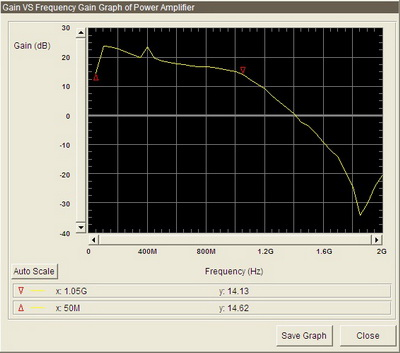 Gain VS Frequency Gain Graph of Power Amplifier
Gain (dB)
30
20
10
0
-10
-20
-30
-40
0 400M 800M 1.2G 1.6G 2G
Auto Scale Frequency (Hz)
x: 1.05G y: 14.13
x: 50M y: 14.62
Save Graph Close